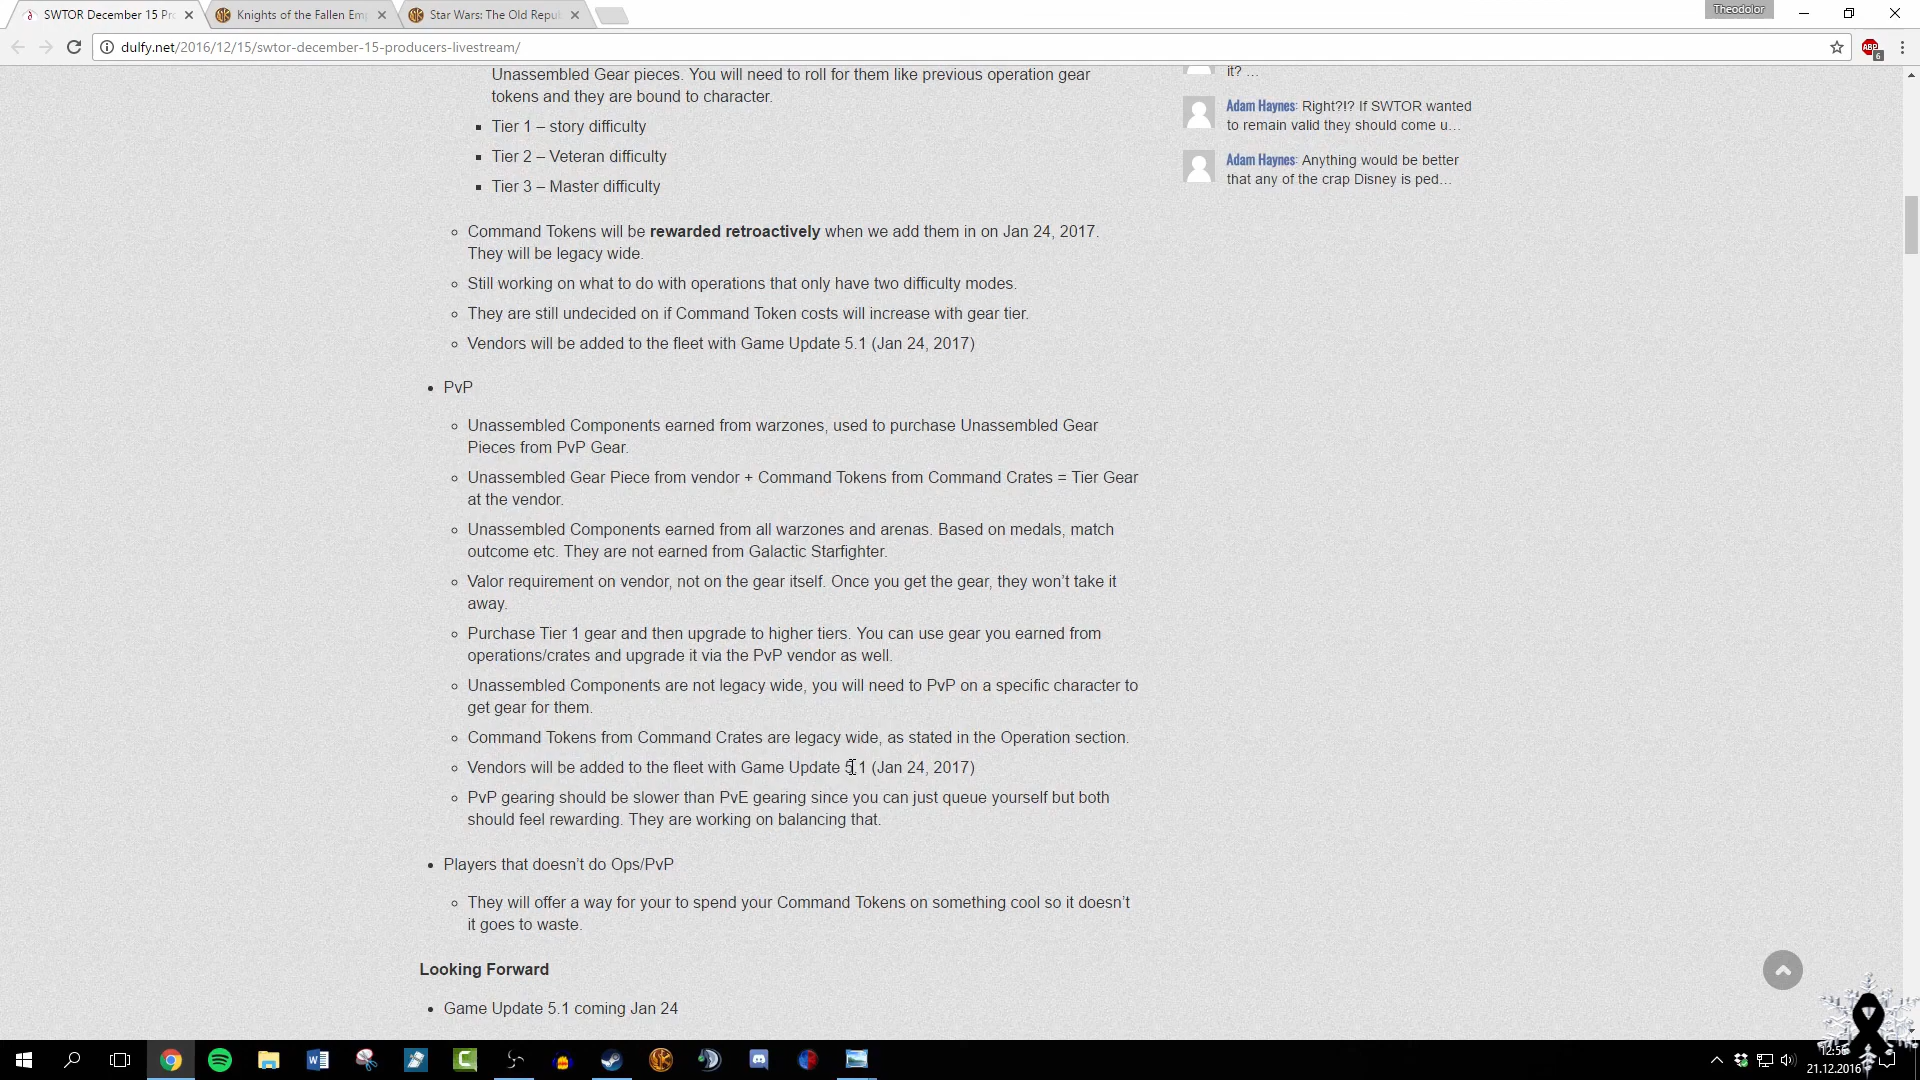 SWTOR December 15 Pr
Knights of the Fallen Emp
Star Wars: The Old Repu
Theodolor
dulfy.net/2016/12/15/swtor-december-15-producers-livestream/
ABP
6
Unassembled Gear pieces. You will need to roll for them like previous operation gear
tokens and they are bound to character.
▪ Tier 1 – story difficulty
▪ Tier 2 – Veteran difficulty
▪ Tier 3 – Master difficulty
◦ Command Tokens will be rewarded retroactively when we add them in on Jan 24, 2017.
They will be legacy wide.
◦ Still working on what to do with operations that only have two difficulty modes.
◦ They are still undecided on if Command Token costs will increase with gear tier.
◦ Vendors will be added to the fleet with Game Update 5.1 (Jan 24, 2017)
• PvP
◦ Unassembled Components earned from warzones, used to purchase Unassembled Gear
Pieces from PvP Gear.
◦ Unassembled Gear Piece from vendor + Command Tokens from Command Crates = Tier Gear
at the vendor.
◦ Unassembled Components earned from all warzones and arenas. Based on medals, match
outcome etc. They are not earned from Galactic Starfighter.
◦ Valor requirement on vendor, not on the gear itself. Once you get the gear, they won’t take it
away.
◦ Purchase Tier 1 gear and then upgrade to higher tiers. You can use gear you earned from
operations/crates and upgrade it via the PvP vendor as well.
◦ Unassembled Components are not legacy wide, you will need to PvP on a specific character to
get gear for them.
◦ Command Tokens from Command Crates are legacy wide, as stated in the Operation section.
◦ Vendors will be added to the fleet with Game Update 5.1 (Jan 24, 2017)
◦ PvP gearing should be slower than PvE gearing since you can just queue yourself but both
should feel rewarding. They are working on balancing that.
• Players that doesn’t do Ops/PvP
◦ They will offer a way for your to spend your Command Tokens on something cool so it doesn’t
it goes to waste.
Looking Forward
• Game Update 5.1 coming Jan 24
it? …
Adam Haynes: Right?!? If SWTOR wanted
to remain valid they should come u…
Adam Haynes: Anything would be better
that any of the crap Disney is ped…
21.12.2016